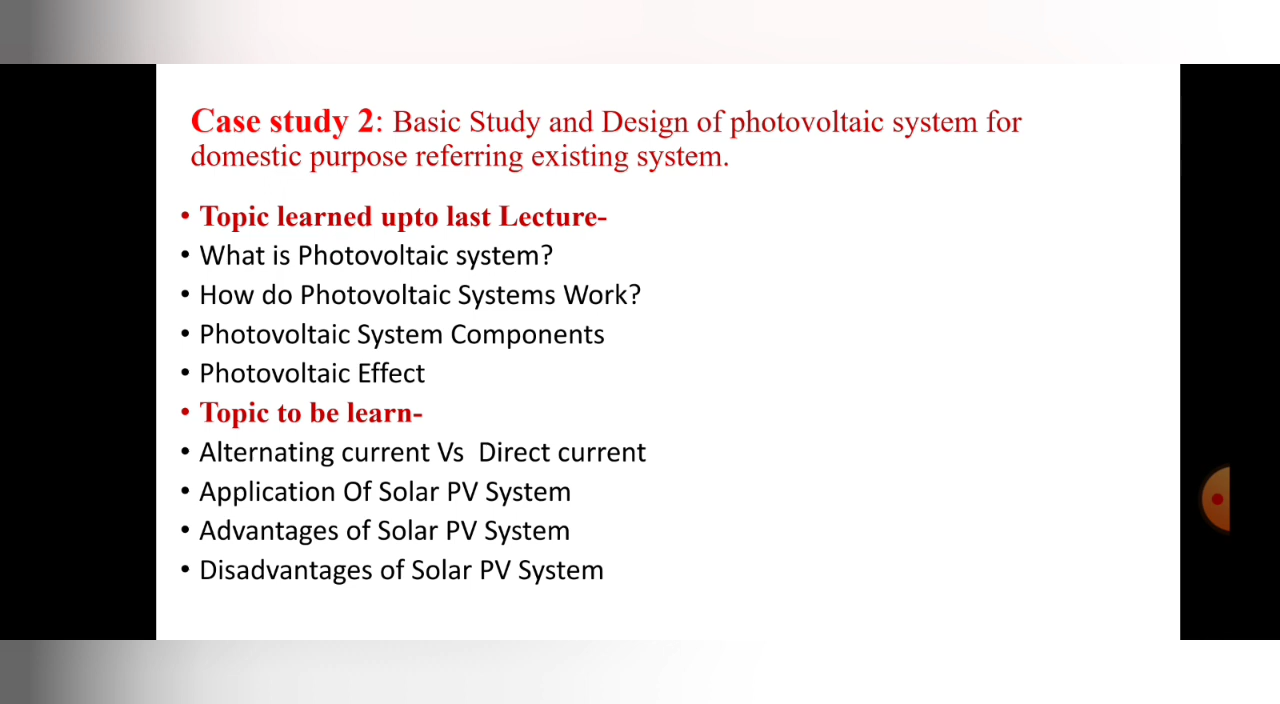 Case study 2: Basic Study and Design of photovoltaic system for
domestic purpose referring existing system.
• Topic learned upto last Lecture-
• What is Photovoltaic system?
• How do Photovoltaic Systems Work?
• Photovoltaic System Components
• Photovoltaic Effect
• Topic to be learn-
• Alternating current Vs  Direct current
• Application Of Solar PV System
• Advantages of Solar PV System
• Disadvantages of Solar PV System